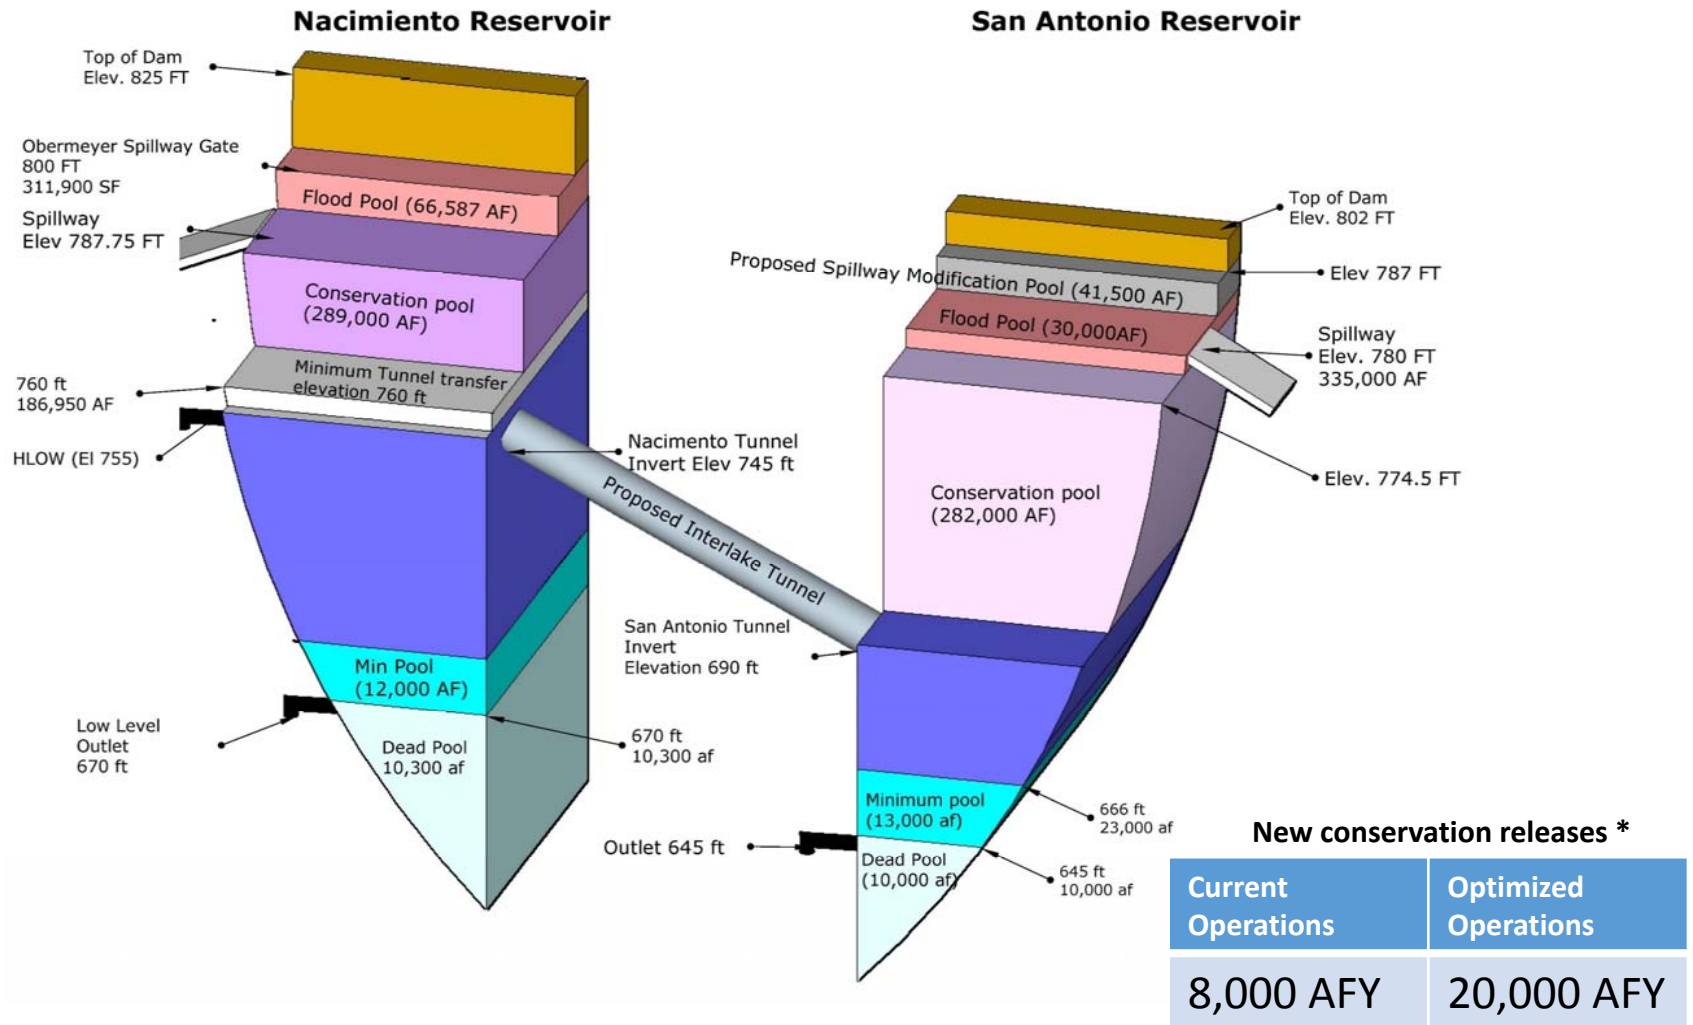 Nacimiento Reservoir
Top of Dam
Elev. 825 FT
Obermeyer Spillway Gate
800 FT
311,900 SF
Flood Pool (66,587 AF)
Spillway
Elev 787.75 FT
Conservation pool
(289,000 AF)
Minimum Tunnel transfer
elevation 760 ft
760 ft
186,950 AF
HLOW (El 755)
Nacimento Tunnel
Invert Elev 745 ft
Proposed Interlake Tunnel
Min Pool
(12,000 AF)
Low Level
Outlet
670 ft
Dead Pool
10,300 af
670 ft
10,300 af
San Antonio Reservoir
Top of Dam
Elev. 802 FT
Elev 787 FT
Proposed Spillway Modification Pool (41,500 AF)
Flood Pool (30,000AF)
Spillway
Elev. 780 FT
335,000 AF
Elev. 774.5 FT
Conservation pool
(282,000 AF)
San Antonio Tunnel
Invert
Elevation 690 ft
Minimum pool
(13,000 af)
666 ft
23,000 af
Outlet 645 ft
Dead Pool
(10,000 af)
645 ft
10,000 af
New conservation releases *
Current
Operations
Optimized
Operations
8,000 AFY
20,000 AFY